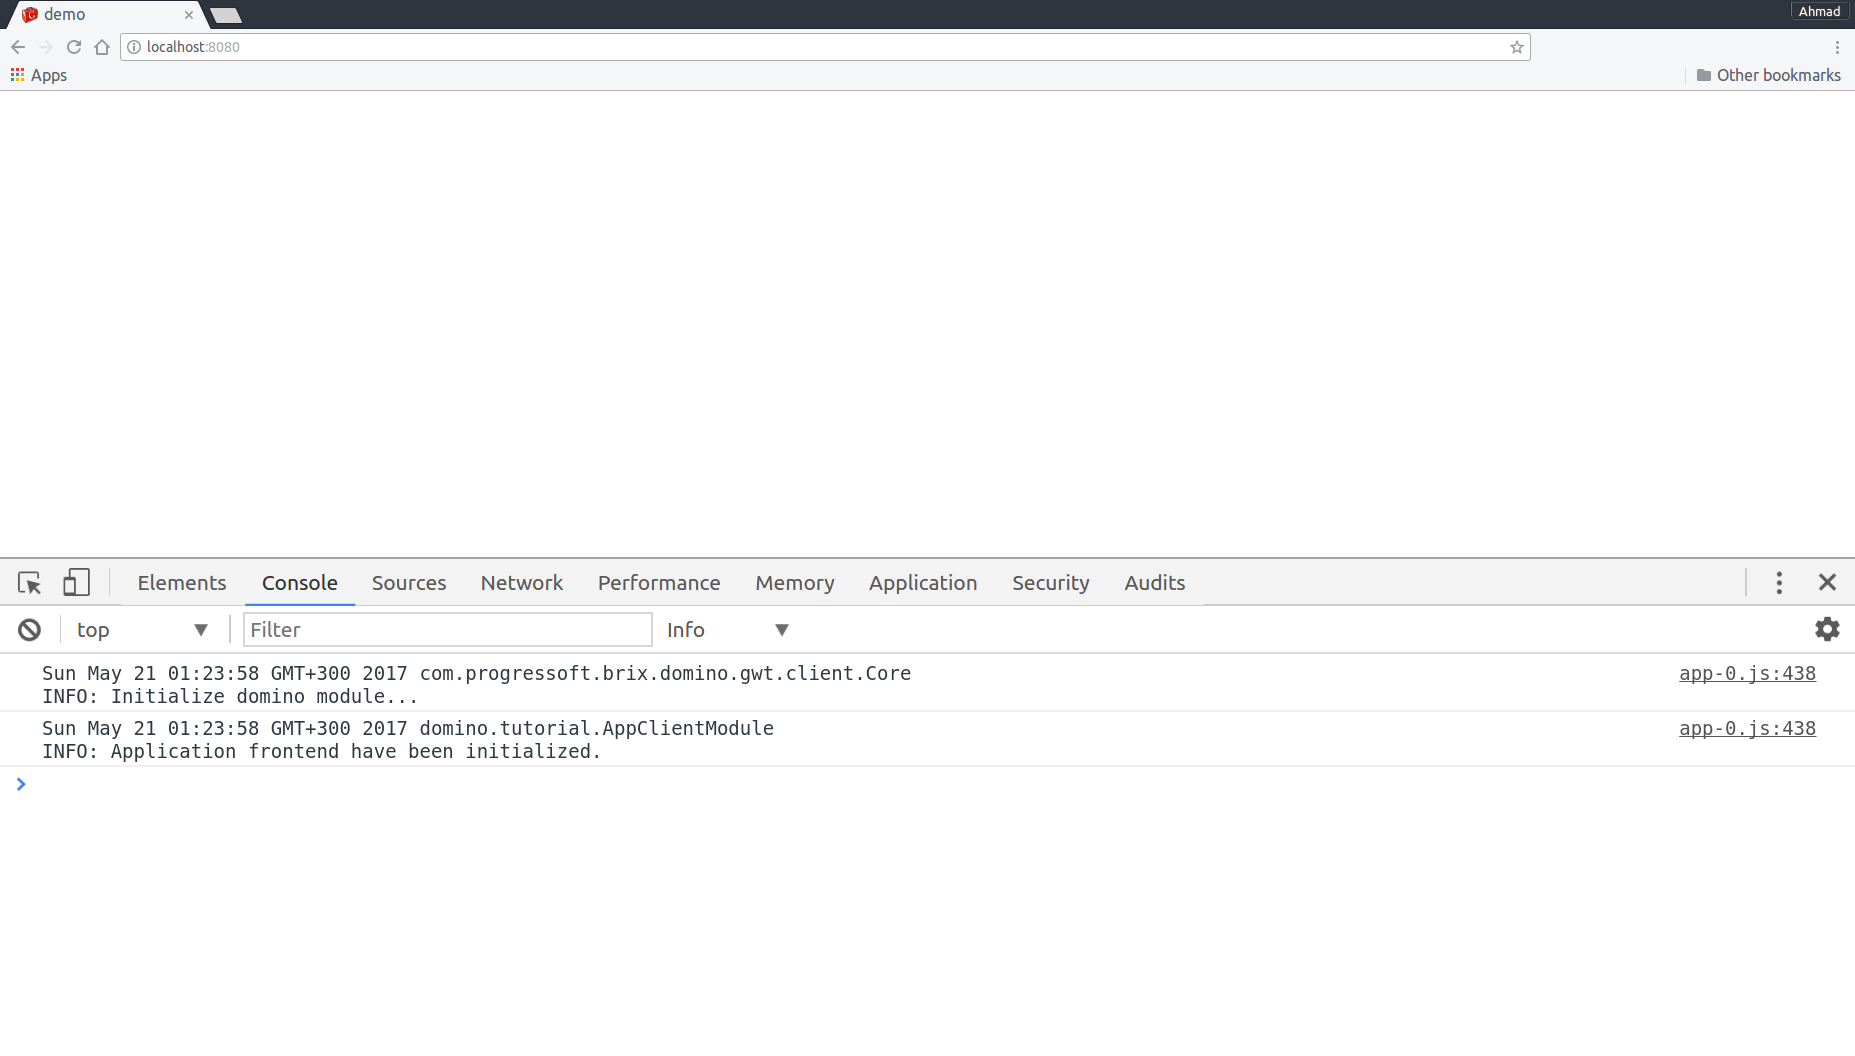 demo
Ahmad
localhost:8080
Apps
Other bookmarks
Elements Console Sources Network Performance Memory Application Security Audits
top Filter Info
Sun May 21 01:23:58 GMT+300 2017 com.progressoft.brix.domino.gwt.client.Core app-0.js:438
INFO: Initialize domino module...
Sun May 21 01:23:58 GMT+300 2017 domino.tutorial.AppClientModule app-0.js:438
INFO: Application frontend have been initialized.